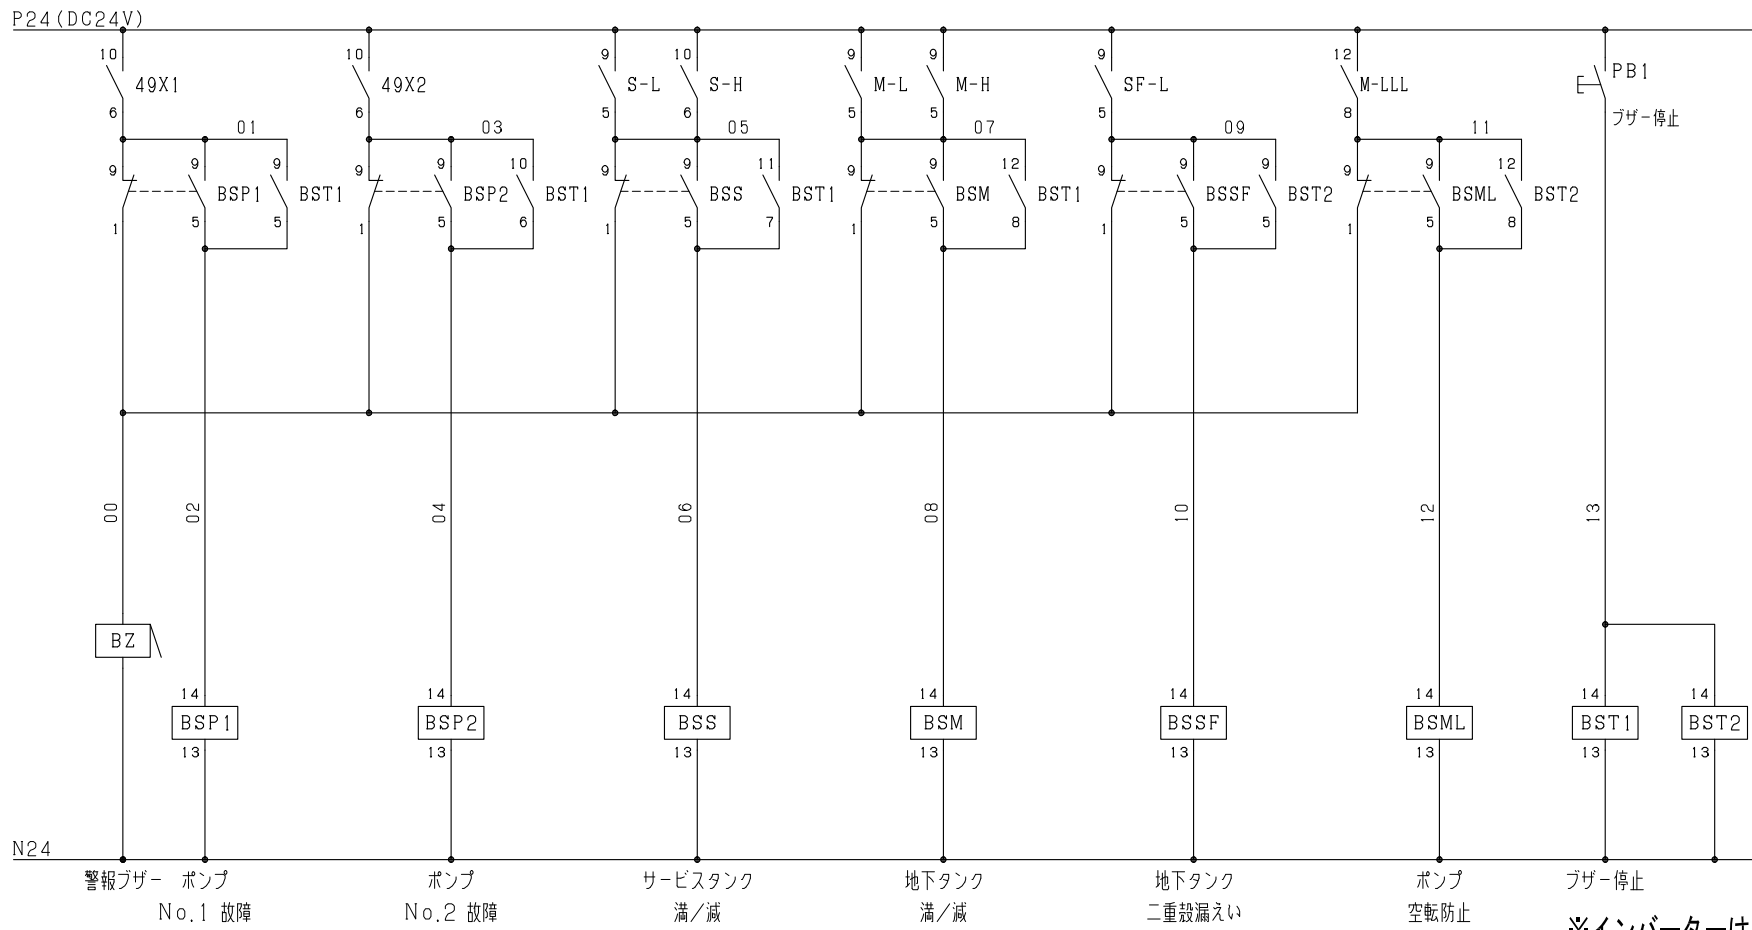 P24(DC24V)
10 10 9 10 9 9 9 12
49X1 49X2 S-L S-H M-L M-H SF-L M-LLL PB1
6 6 5 6 5 5 5 8 ブザー停止
01 03 05 07 09 11
9 9 9 9 9 10 9 9 11 9 9 12 9 9 9 9 9 12
BSP1 BST1 BSP2 BST1 BSS BST1 BSM BST1 BSSF BST2 BSML BST2
1 5 5 1 5 6 1 5 7 1 5 8 1 5 5 1 5 8
00 02 04 06 08 10 12 13
BZ
14 14 14 14 14 14 14 14
BSP1 BSP2 BSS BSM BSSF BSML BST1 BST2
13 13 13 13 13 13 13 13
N24
警報ブザー ポンプ ポンプ サービスタンク 地下タンク 地下タンク ポンプ ブザー停止
No.1 故障 No.2 故障 満/減 満/減 二重殻漏えい 空転防止
※インバーターは